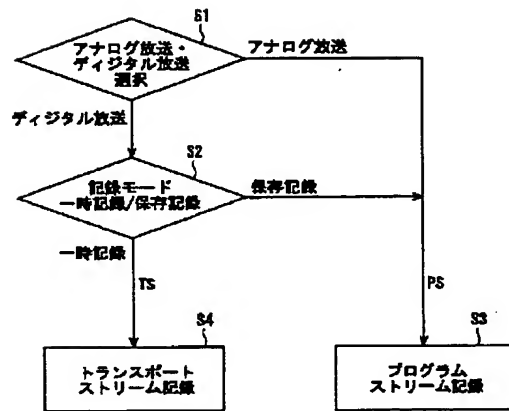 S1
アナログ放送・
ディジタル放送
選択
アナログ放送
ディジタル放送
S2
記録モード
一時記録/保存記録
保存記録
一時記録
TS
PS
S4
S3
トランスポート
ストリーム記録
プログラム
ストリーム記録